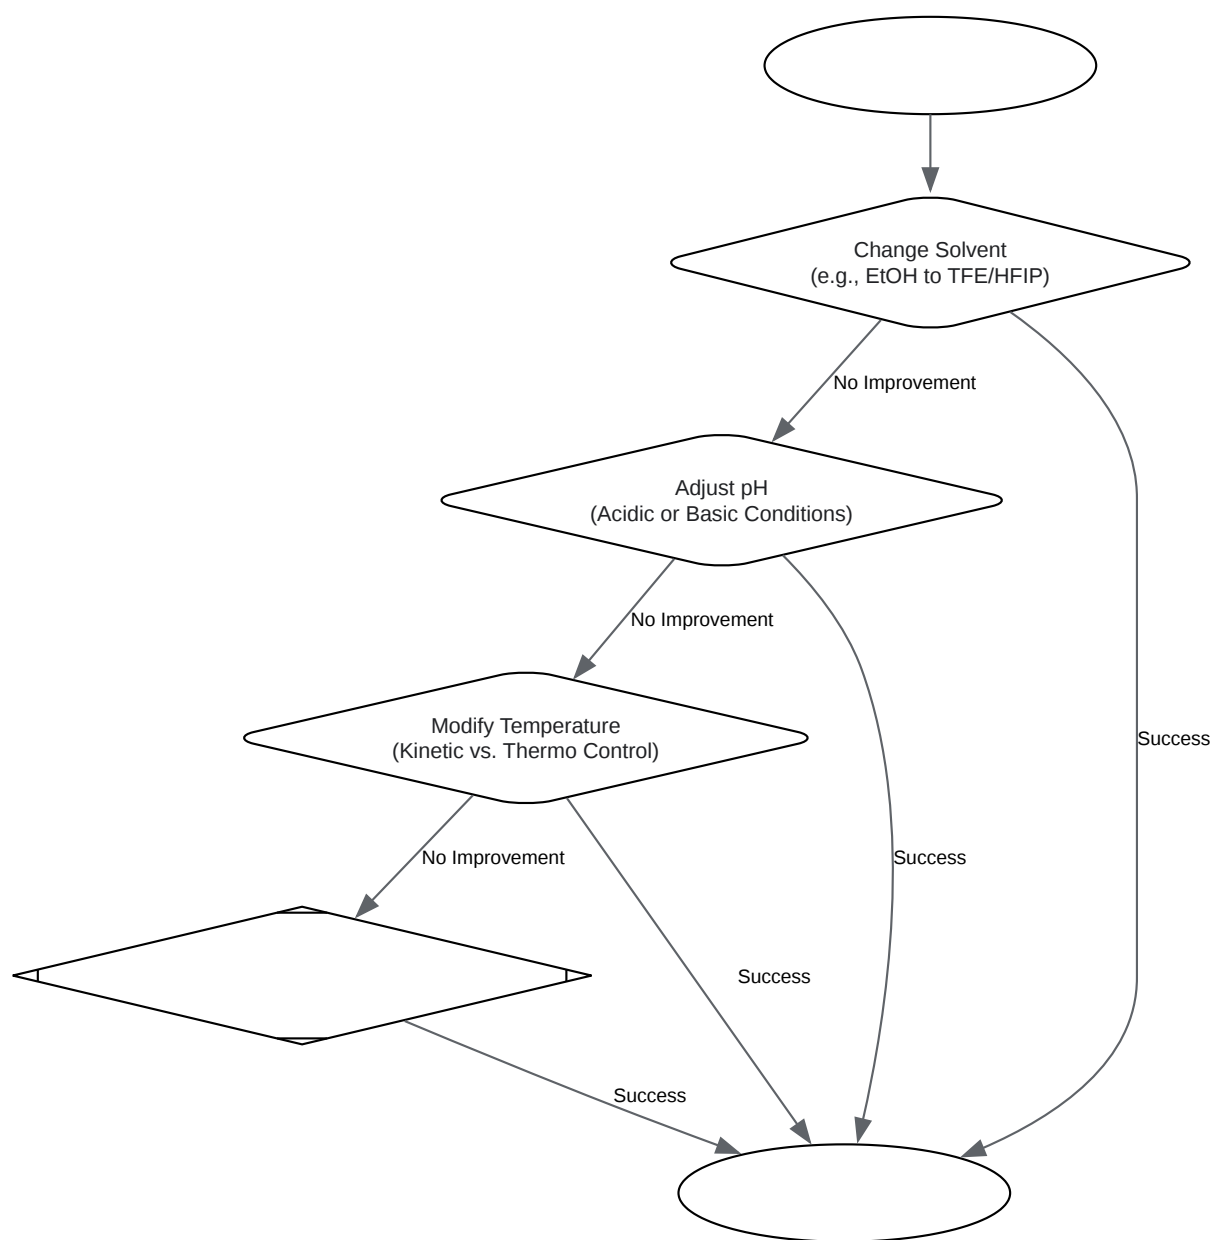 Change Solvent
(e.g., EtOH to TFE/HFIP)
No Improvement
Adjust pH
(Acidic or Basic Conditions)
No Improvement
Modify Temperature
(Kinetic vs. Thermo Control)
Success
No Improvement
Success
Success
Success